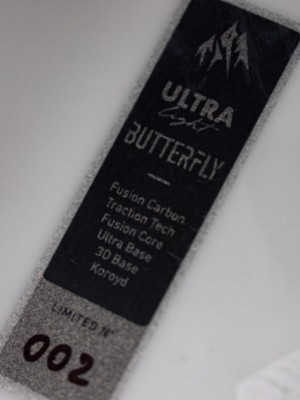 ULTRA
light
BUTTERFLY
Fusion Carbon
Traction Tech
Fusion Core
Ultra Base
3D Base
Koroyd
LIMITED N°
002